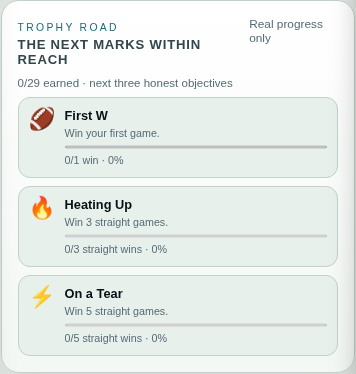 TROPHY ROAD
THE NEXT MARKS WITHIN
REACH
Real progress
only
0/29 earned · next three honest objectives
First W
Win your first game.
0/1 win · 0%
Heating Up
Win 3 straight games.
0/3 straight wins · 0%
On a Tear
Win 5 straight games.
0/5 straight wins · 0%